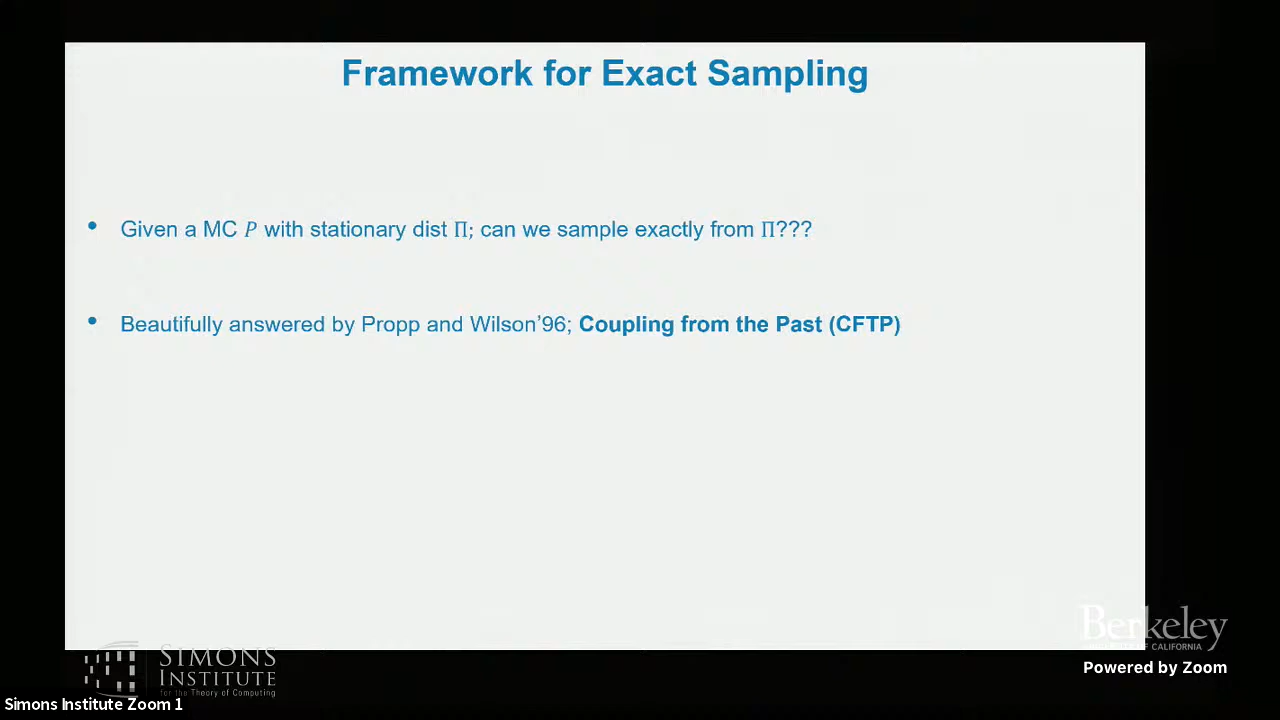 Framework for Exact Sampling
• Given a MC P with stationary dist Π; can we sample exactly from Π???
• Beautifully answered by Propp and Wilson’96; Coupling from the Past (CFTP)
Berkeley
OF CALIFORNIA
Powered by Zoom
SIMONS
INSTITUTE
for the Theory of Computing
Simons Institute Zoom 1